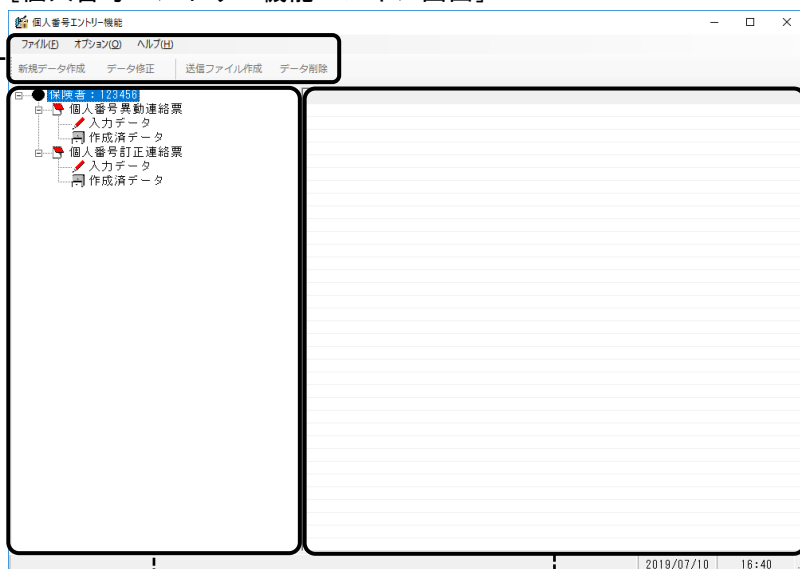 個人番号エントリー機能
ファイル(F) オプション(O) ヘルプ(H)
新規データ作成 データ修正 送信ファイル作成 データ削除
保険者：123456
個人番号異動連絡票
入力データ
作成済データ
個人番号訂正連絡票
入力データ
作成済データ
2019/07/10 16:40